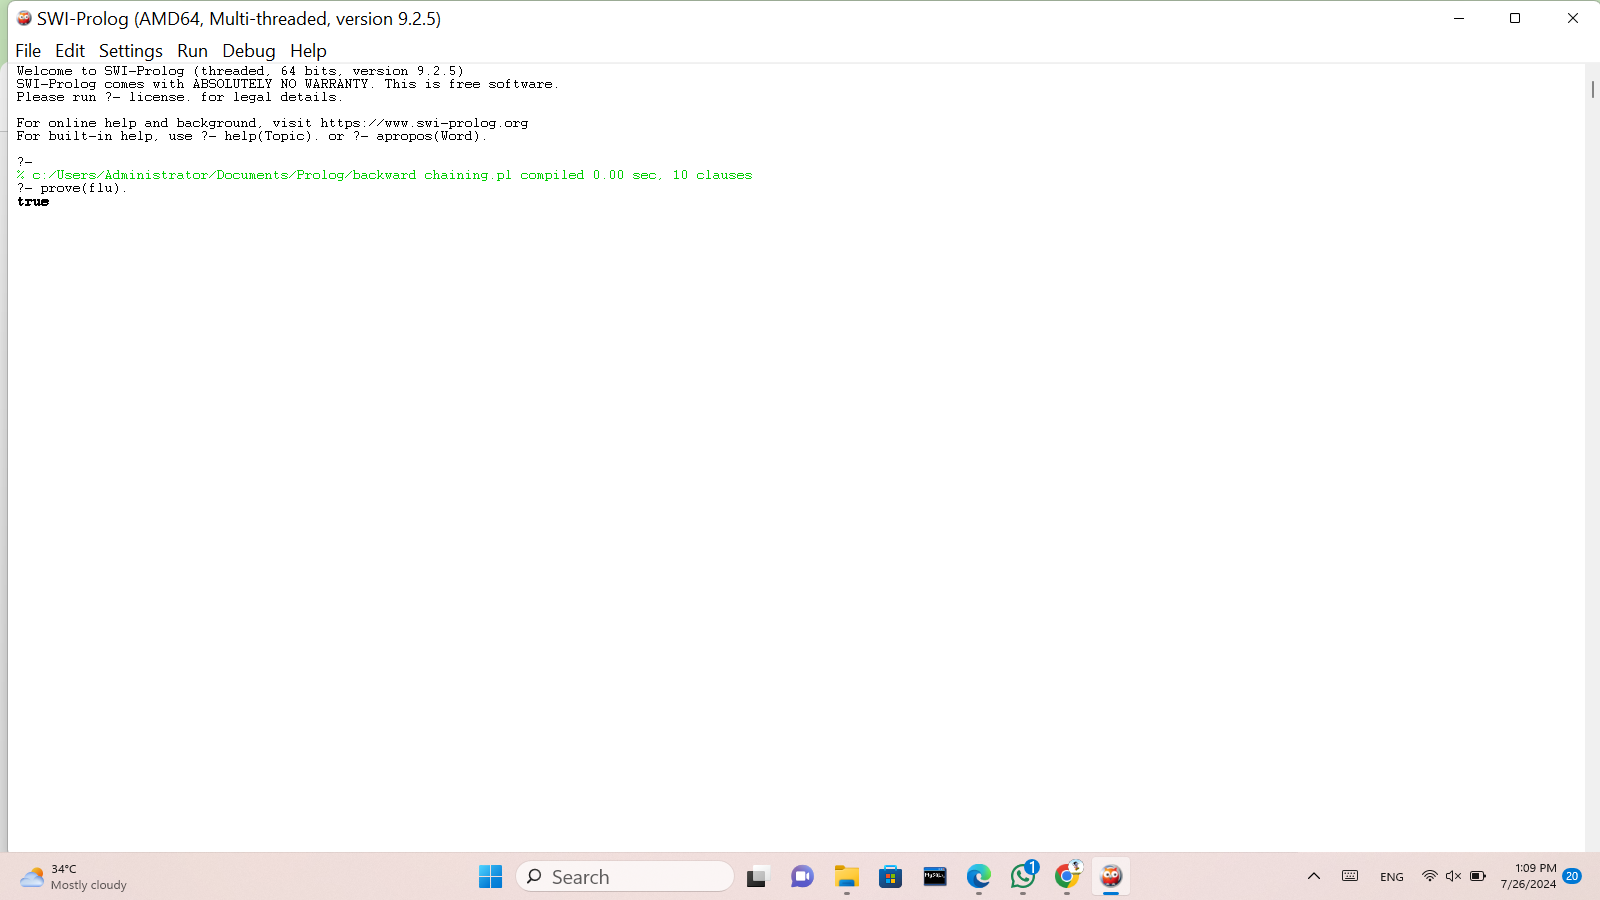 SWI-Prolog (AMD64, Multi-threaded, version 9.2.5)
File Edit Settings Run Debug Help
Welcome to SWI-Prolog (threaded, 64 bits, version 9.2.5)
SWI-Prolog comes with ABSOLUTELY NO WARRANTY. This is free software.
Please run ?- license. for legal details.
For online help and background, visit https://www.swi-prolog.org
For built-in help, use ?- help(Topic). or ?- apropos(Word).
?-
% c:/Users/Administrator/Documents/Prolog/backward chaining.pl compiled 0.00 sec, 10 clauses
?- prove(flu).
true
34°C
Mostly cloudy
Search
MySQL
1
ENG
1:09 PM
7/26/2024
20